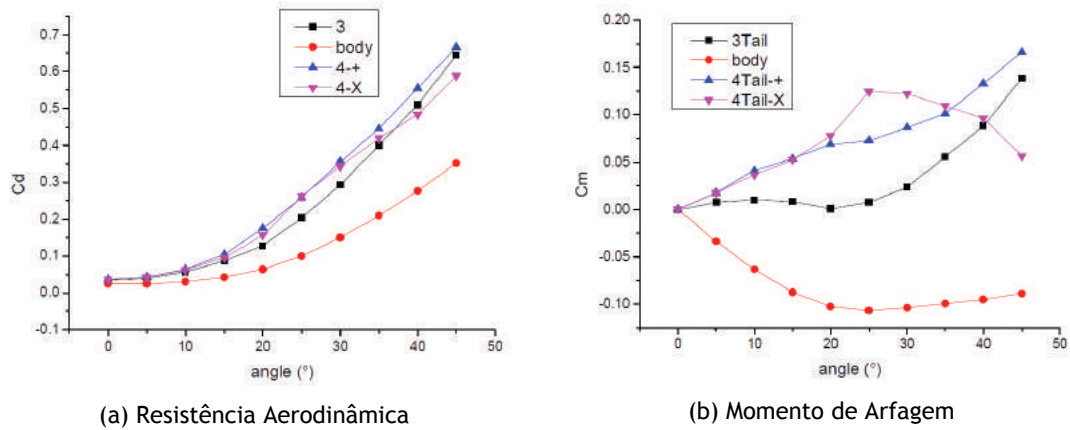 3
body
4-+
4-X
Cd
0.7
0.6
0.5
0.4
0.3
0.2
0.1
0.0
-0.1
0
10
20
30
40
50
angle (°)
(a) Resistência Aerodinâmica
3Tail
body
4Tail-+
4Tail-X
Cm
0.20
0.15
0.10
0.05
0.00
-0.05
-0.10
0
10
20
30
40
50
angle (°)
(b) Momento de Arfagem